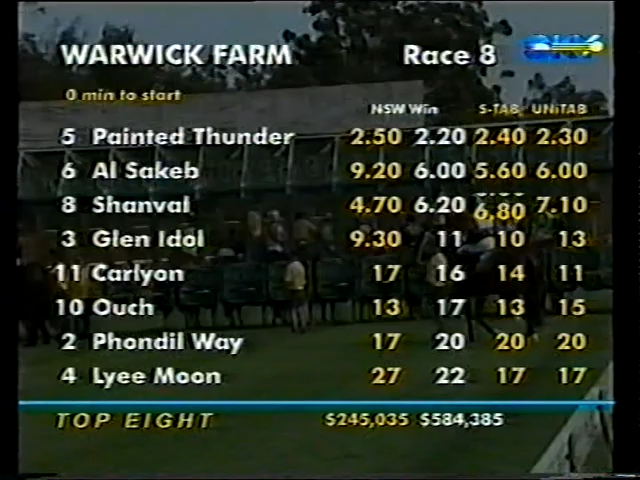 WARWICK FARM Race 8
0 min to start
NSW Win S-TAB UNiTAB
5 Painted Thunder 2.50 2.20 2.40 2.30
6 Al Sakeb 9.20 6.00 5.60 6.00
8 Shanval 4.70 6.20 6.80 7.10
3 Glen Idol 9.30 11 10 13
11 Carlyon 17 16 14 11
10 Ouch 13 17 13 15
2 Phondil Way 17 20 20 20
4 Lyee Moon 27 22 17 17
TOP EIGHT $245,035 $584,385